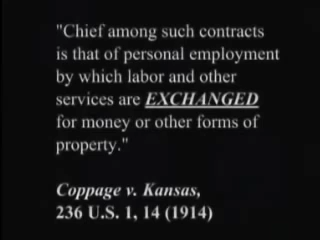 "Chief among such contracts
is that of personal employment
by which labor and other
services are EXCHANGED
for money or other forms of
property."
Coppage v. Kansas,
236 U.S. 1, 14 (1914)